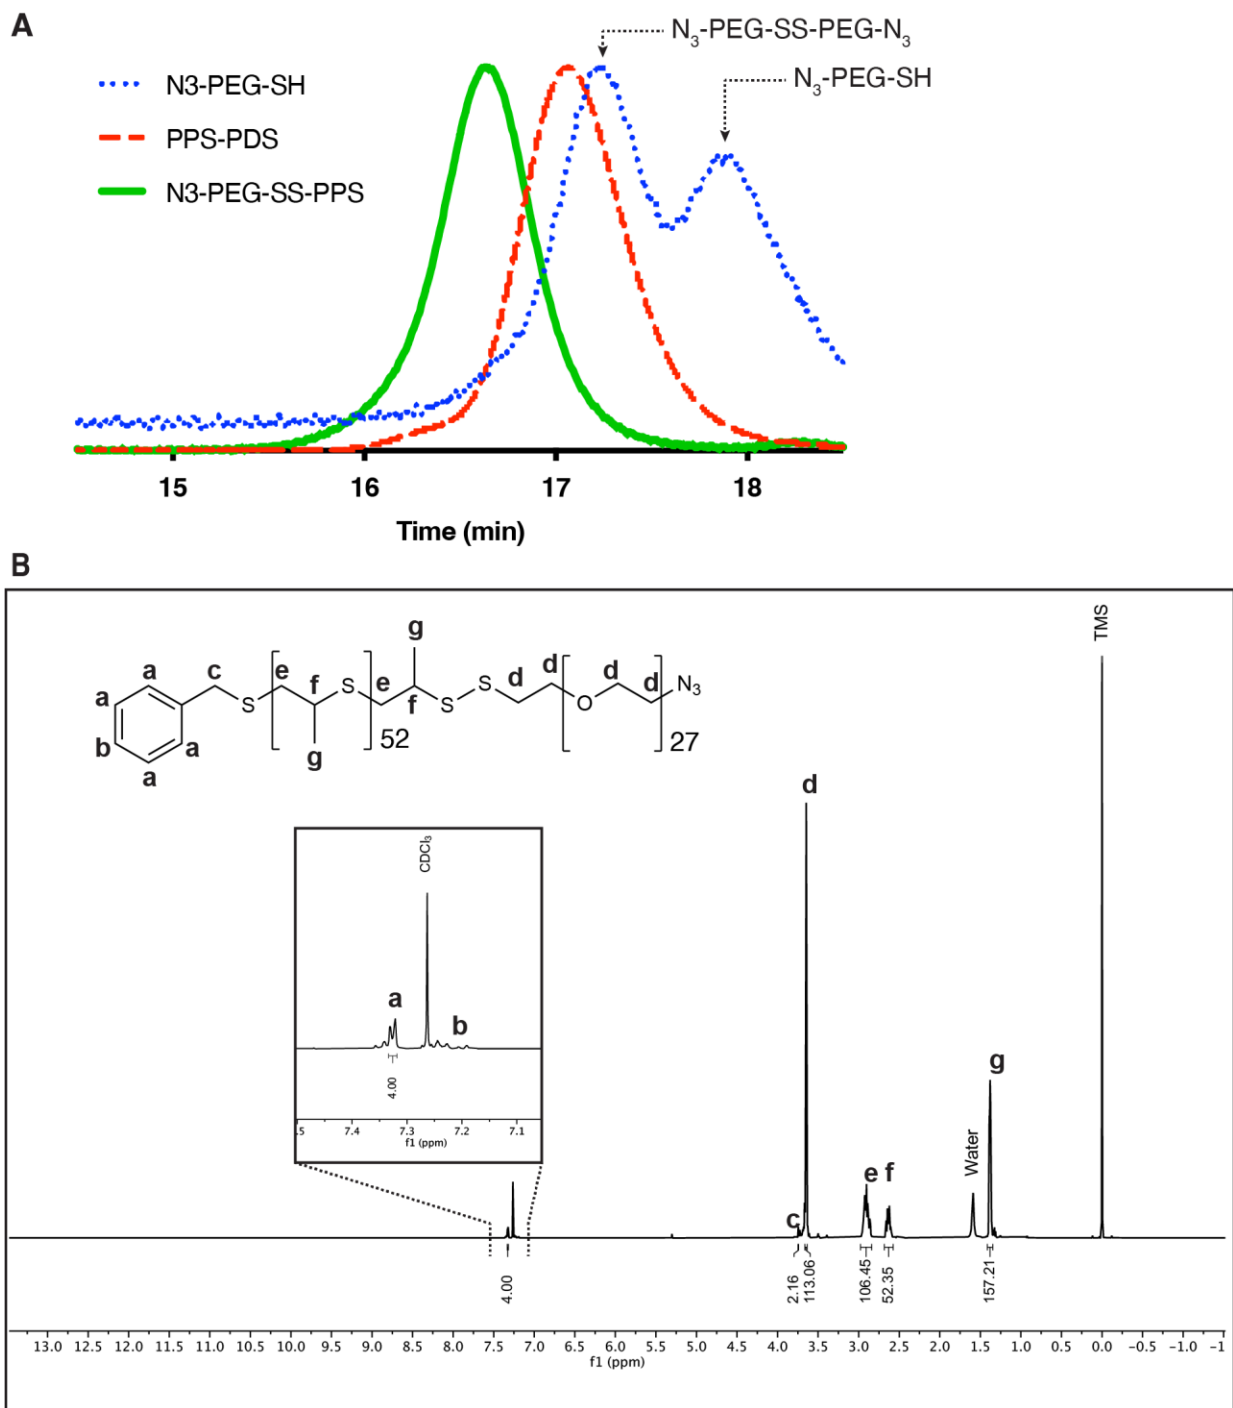 A
N3-PEG-SS-PEG-N3
N3-PEG-SH
N3-PEG-SH
PPS-PDS
N3-PEG-SS-PPS
15 16 17 18
Time (min)
B
g
TMS
a c e f S e S d d d d N3
a S f S O
b a g 52 27
a
d
CDCl3
a
b
4.00
5 7.4 7.3 7.2 7.1
f1 (ppm)
g
Water
e f
c
4.00 2.16 113.06 106.45 52.35 157.21
13.0 12.5 12.0 11.5 11.0 10.5 10.0 9.5 9.0 8.5 8.0 7.5 7.0 6.5 6.0 5.5 5.0 4.5 4.0 3.5 3.0 2.5 2.0 1.5 1.0 0.5 0.0 -0.5 -1.0 -1
f1 (ppm)